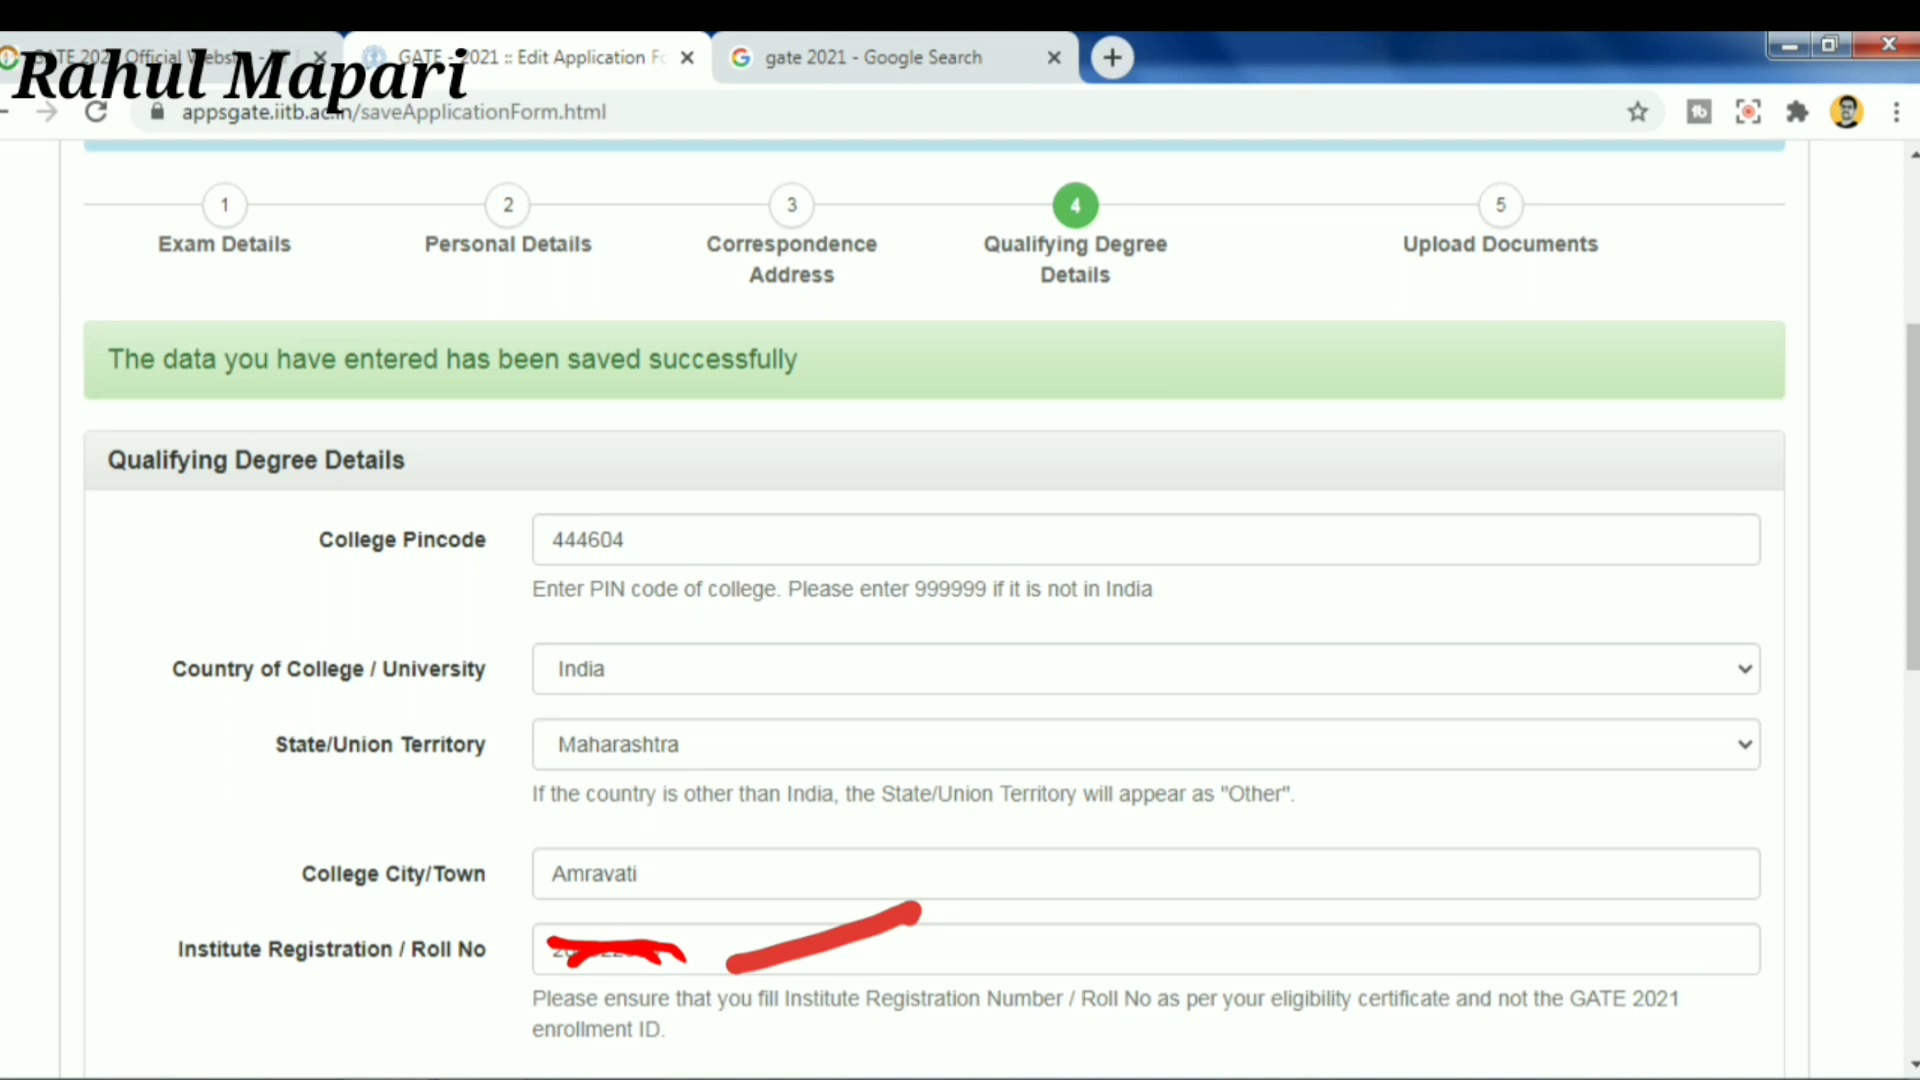 Rahul Mapari
GATE - 2021 :: Edit Application Fo
gate 2021 - Google Search
appsgate.iitb.ac.in/saveApplicationForm.html
1
2
3
4
5
Exam Details
Personal Details
Correspondence
Address
Qualifying Degree
Details
Upload Documents
The data you have entered has been saved successfully
Qualifying Degree Details
College Pincode
444604
Enter PIN code of college. Please enter 999999 if it is not in India
Country of College / University
India
State/Union Territory
Maharashtra
If the country is other than India, the State/Union Territory will appear as "Other".
College City/Town
Amravati
Institute Registration / Roll No
Please ensure that you fill Institute Registration Number / Roll No as per your eligibility certificate and not the GATE 2021
enrollment ID.